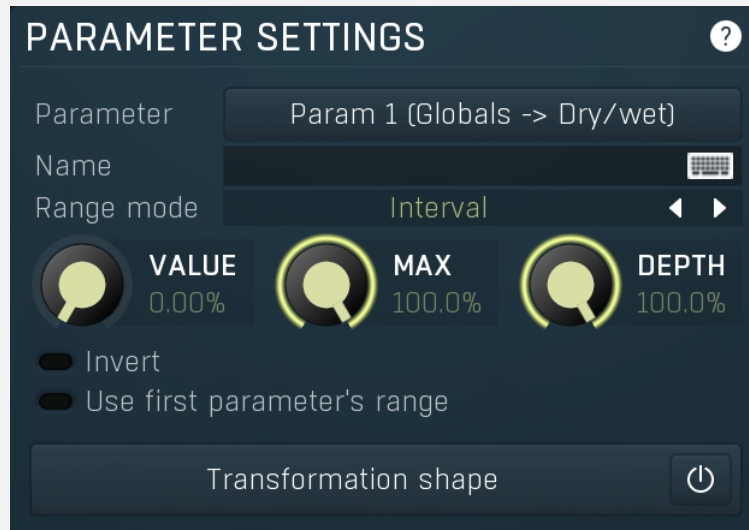 PARAMETER SETTINGS ?
Parameter Param 1 (Globals -> Dry/wet)
Name
Range mode Interval
VALUE MAX DEPTH
0.00% 100.0% 100.0%
Invert
Use first parameter's range
Transformation shape